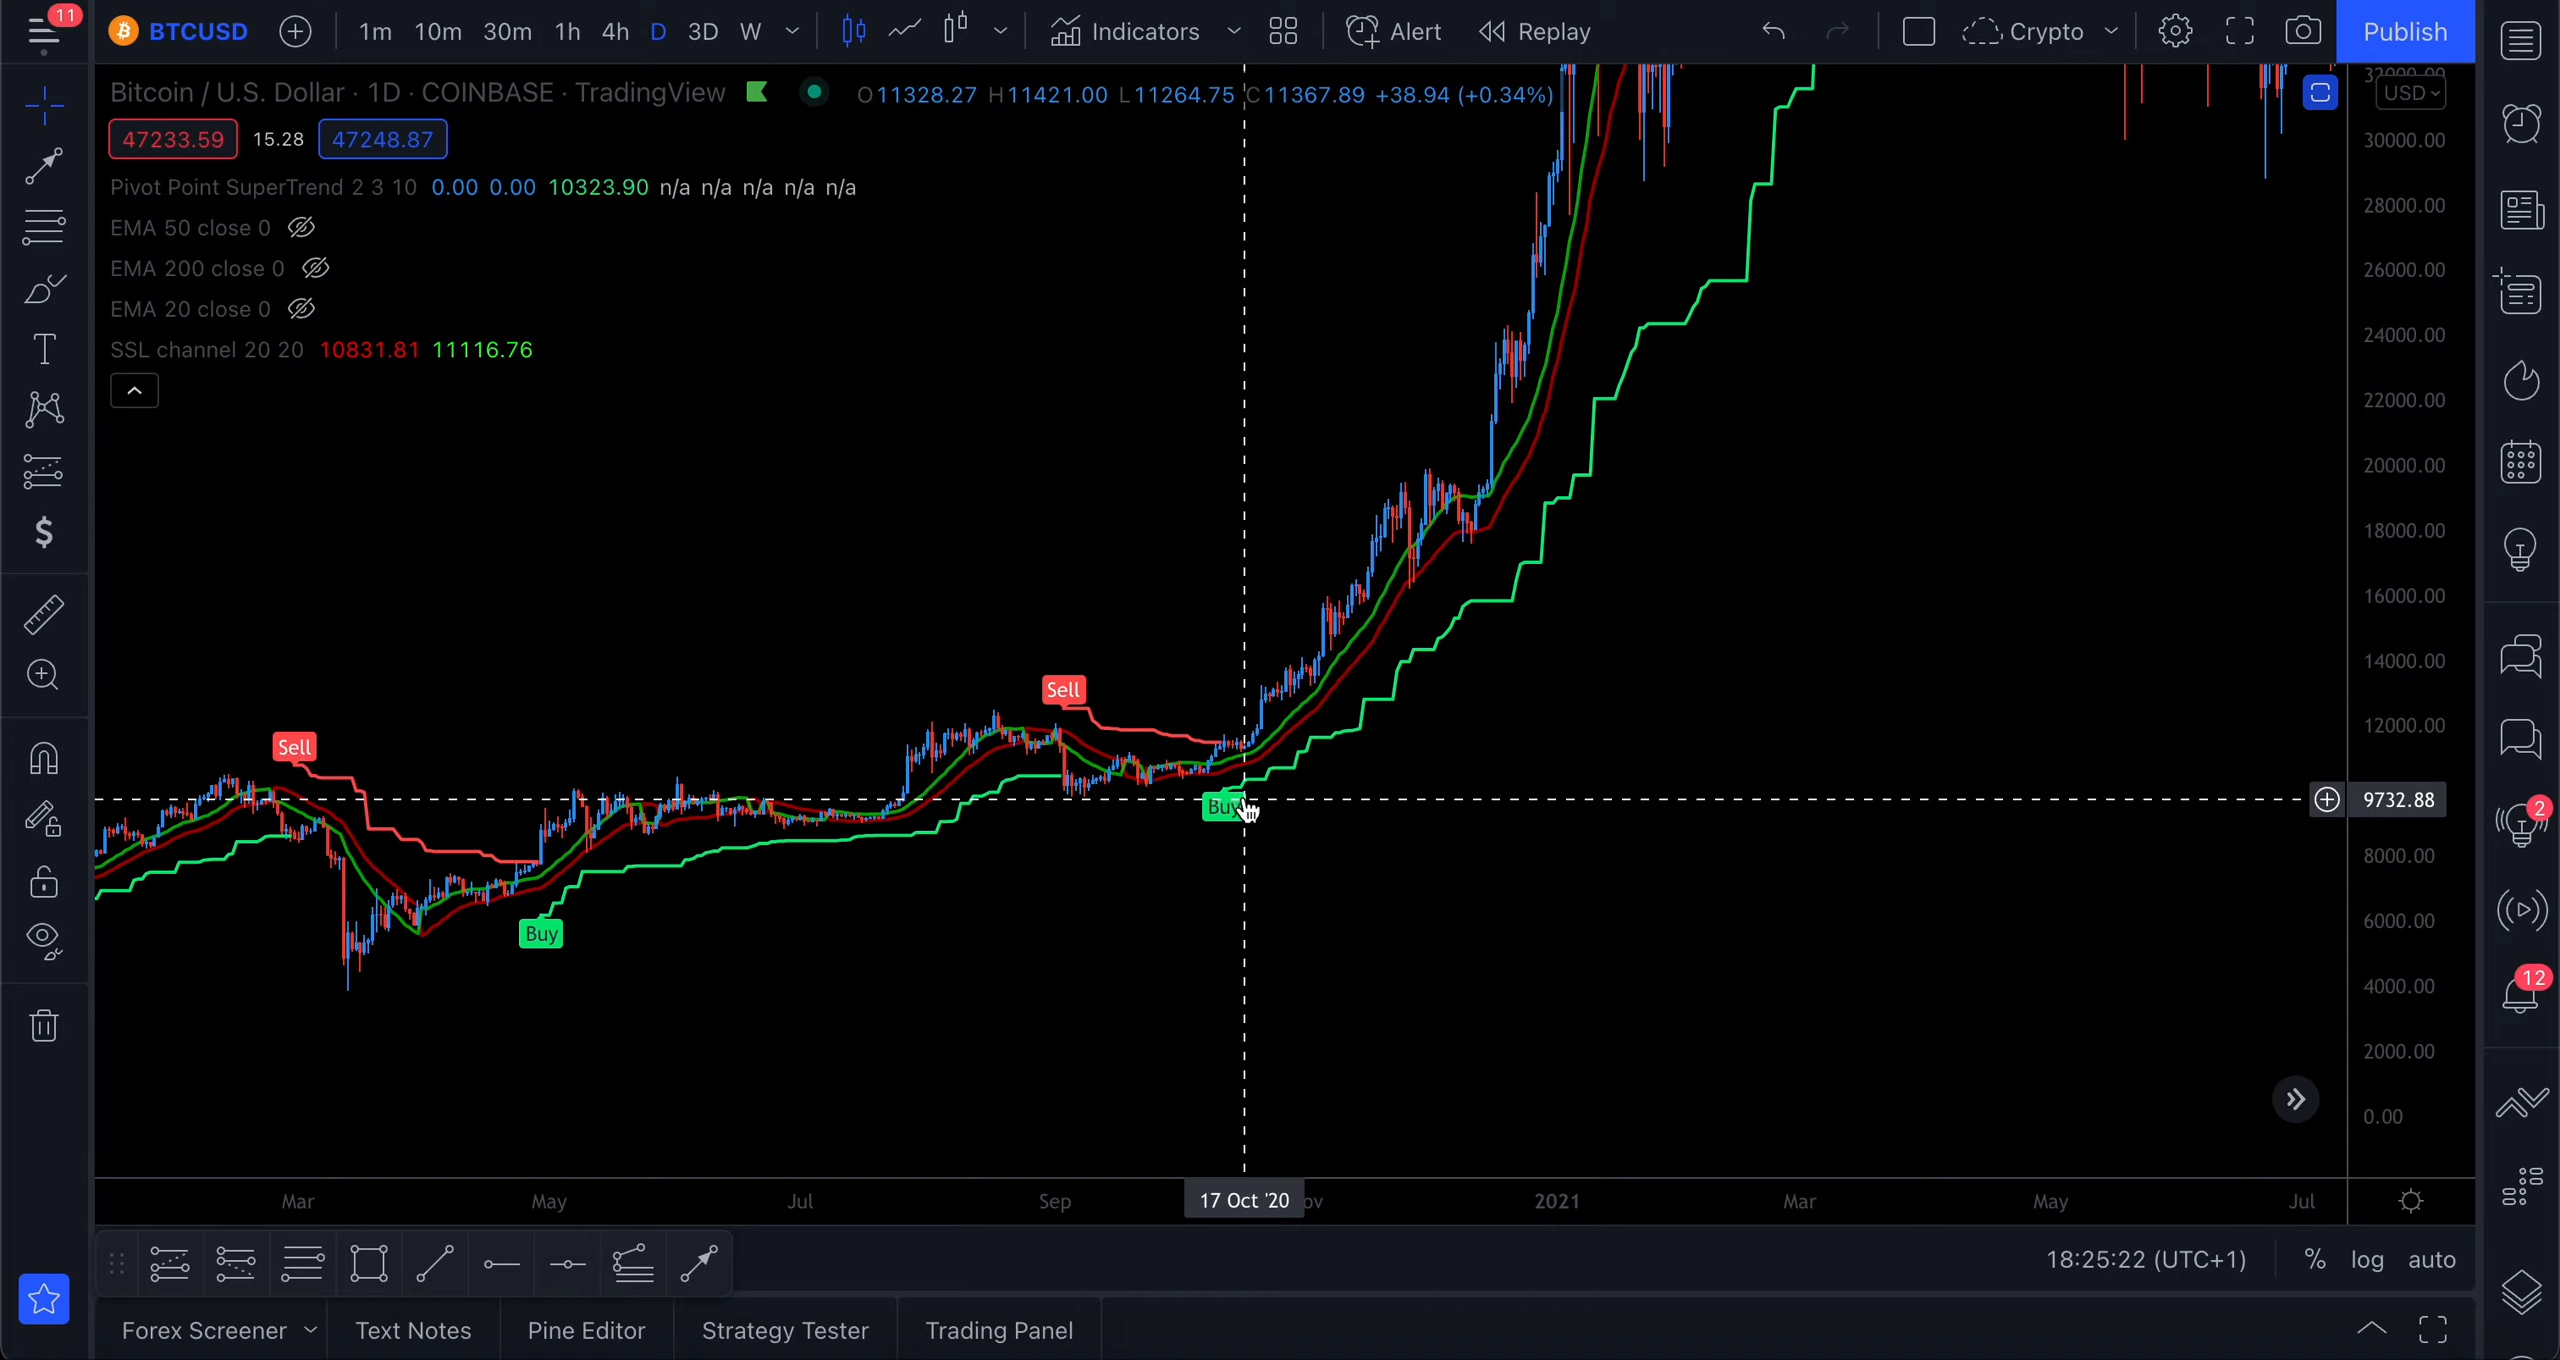 11
BTCUSD
1m 10m 30m 1h 4h D 3D W
Indicators
Alert
Replay
Crypto
Publish
Bitcoin / U.S. Dollar · 1D · COINBASE · TradingView
O11328.27 H11421.00 L11264.75 C11367.89 +38.94 (+0.34%)
USD
47233.59 15.28 47248.87
Pivot Point SuperTrend 2 3 10 0.00 0.00 10323.90 n/a n/a n/a n/a n/a
EMA 50 close 0
EMA 200 close 0
EMA 20 close 0
SSL channel 20 20 10831.81 11116.76
32000.00
30000.00
28000.00
26000.00
24000.00
22000.00
20000.00
18000.00
16000.00
14000.00
12000.00
9732.88
8000.00
6000.00
4000.00
2000.00
0.00
Sell
Sell
Buy
Buy
2
12
Mar May Jul Sep 17 Oct '20 ov 2021 Mar May Jul
18:25:22 (UTC+1) % log auto
Forex Screener Text Notes Pine Editor Strategy Tester Trading Panel